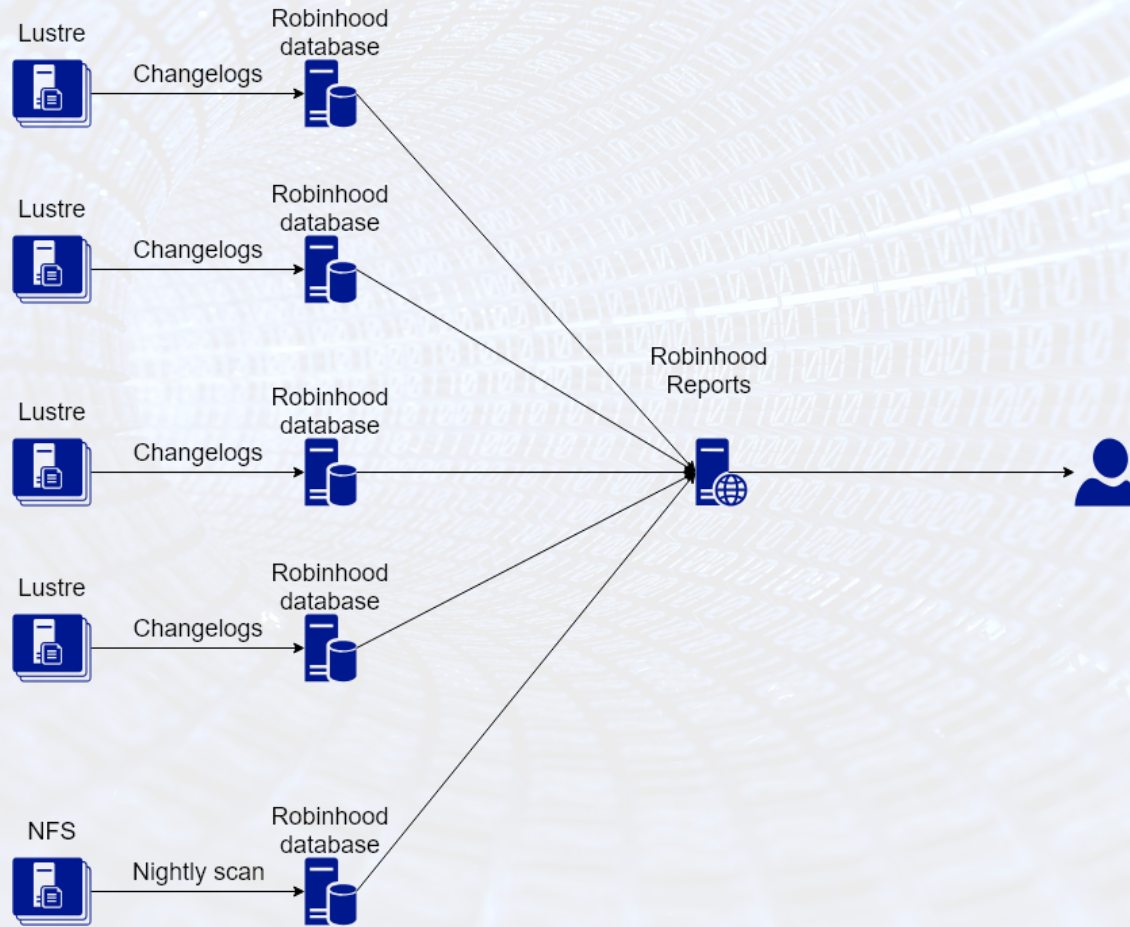 Lustre
Changelogs
Robinhood
database
Lustre
Changelogs
Robinhood
database
Robinhood
Reports
Lustre
Changelogs
Robinhood
database
Lustre
Changelogs
Robinhood
database
NFS
Nightly scan
Robinhood
database